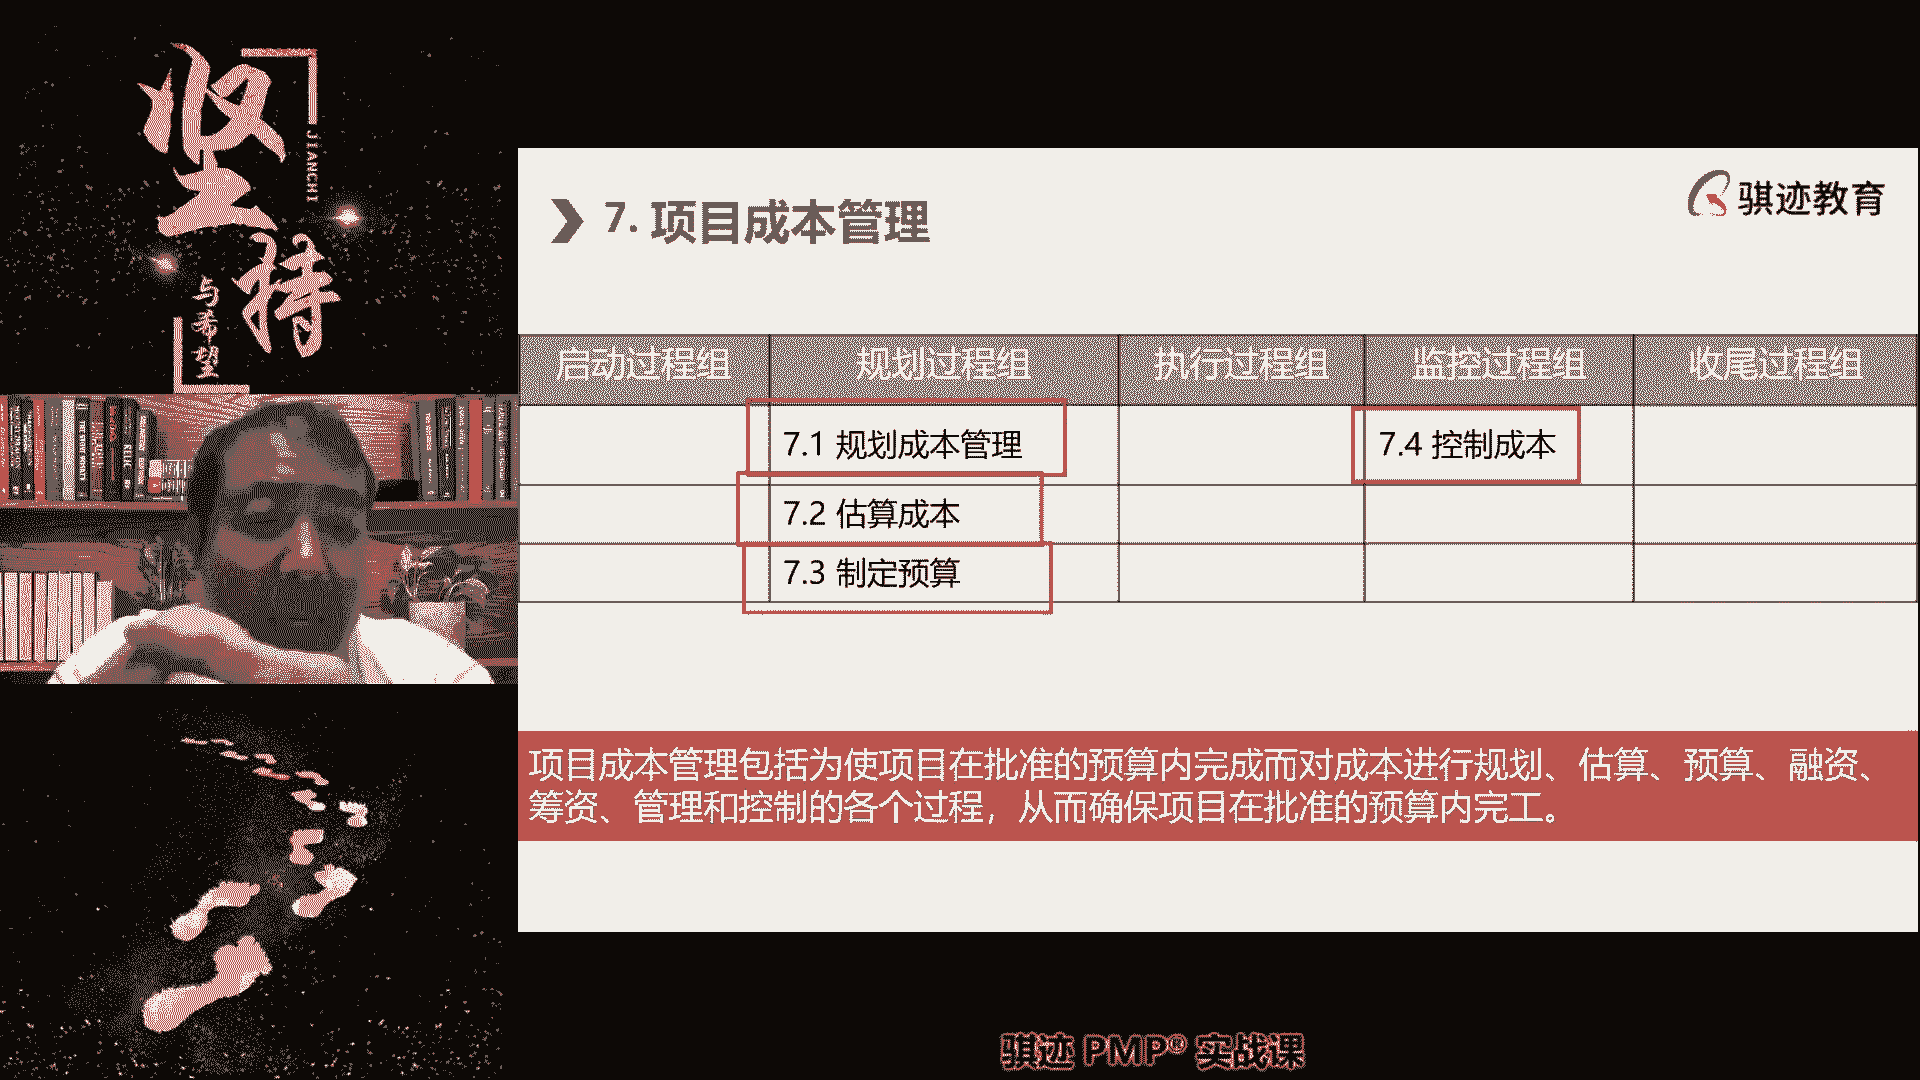 坚持
JIANCHI
与希望
骐迹教育
7. 项目成本管理
启动过程组 规划过程组 执行过程组 监控过程组 收尾过程组
7.1 规划成本管理 7.4 控制成本
7.2 估算成本
7.3 制定预算
项目成本管理包括为使项目在批准的预算内完成而对成本进行规划、估算、预算、融资、
筹资、管理和控制的各个过程，从而确保项目在批准的预算内完工。
骐迹 PMP® 实战课